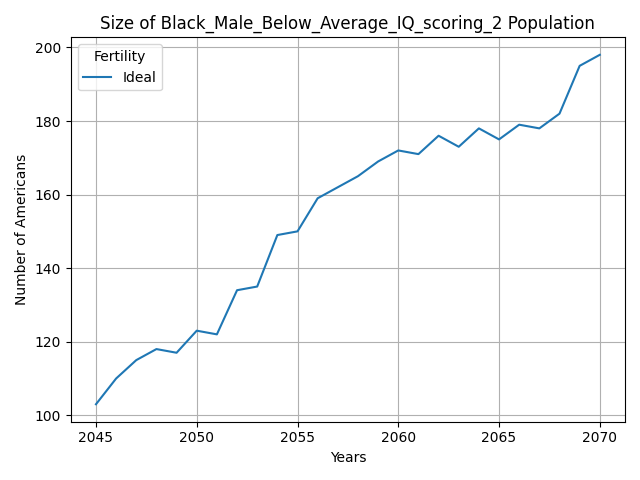 Size of Black_Male_Below_Average_IQ_scoring_2 Population
Fertility
Ideal
200
180
160
140
120
100
Number of Americans
2045 2050 2055 2060 2065 2070
Years